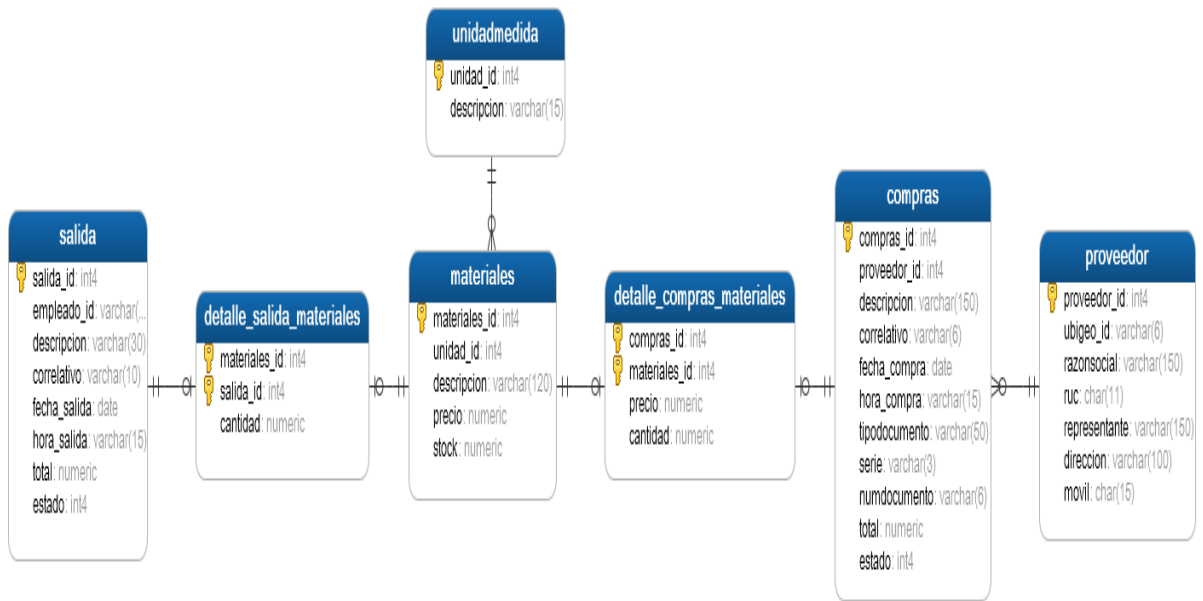 unidadmedida
unidad_id: int4
descripcion: varchar(15)
salida
salida_id: int4
empleado_id: varchar(...
descripcion: varchar(30)
correlativo: varchar(10)
fecha_salida: date
hora_salida: varchar(15)
total: numeric
estado: int4
detalle_salida_materiales
materiales_id: int4
salida_id: int4
cantidad: numeric
materiales
materiales_id: int4
unidad_id: int4
descripcion: varchar(120)
precio: numeric
stock: numeric
detalle_compras_materiales
compras_id: int4
materiales_id: int4
precio: numeric
cantidad: numeric
compras
compras_id: int4
proveedor_id: int4
descripcion: varchar(150)
correlativo: varchar(6)
fecha_compra: date
hora_compra: varchar(15)
tipodocumento: varchar(50)
serie: varchar(3)
numdocumento: varchar(6)
total: numeric
estado: int4
proveedor
proveedor_id: int4
ubigeo_id: varchar(6)
razonsocial: varchar(150)
ruc: char(11)
representante: varchar(150)
direccion: varchar(100)
movil: char(15)